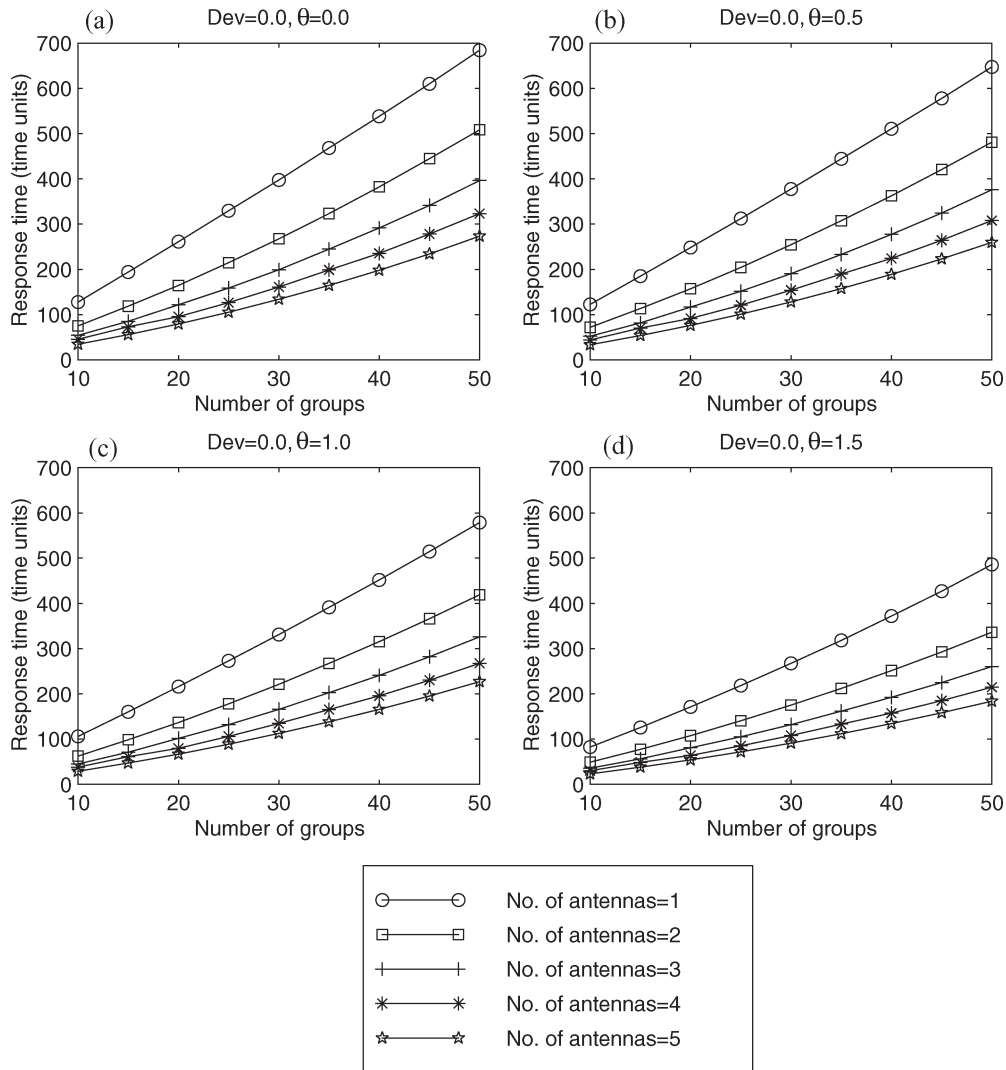 (a) Dev=0.0, θ=0.0
700
600
500
400
300
200
100
0
Response time (time units)
10 20 30 40 50
Number of groups
(b) Dev=0.0, θ=0.5
700
600
500
400
300
200
100
0
Response time (time units)
10 20 30 40 50
Number of groups
(c) Dev=0.0, θ=1.0
700
600
500
400
300
200
100
0
Response time (time units)
10 20 30 40 50
Number of groups
(d) Dev=0.0, θ=1.5
700
600
500
400
300
200
100
0
Response time (time units)
10 20 30 40 50
Number of groups
No. of antennas=1
No. of antennas=2
No. of antennas=3
No. of antennas=4
No. of antennas=5